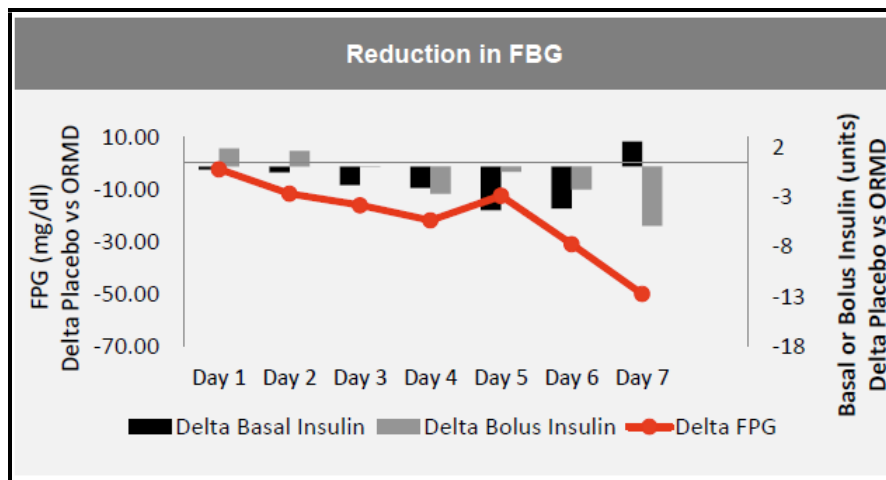 Reduction in FBG
FPG (mg/dl)
Delta Placebo vs ORMD
10.00
-10.00
-30.00
-50.00
-70.00
2
-3
-8
-13
-18
Basal or Bolus Insulin (units)
Delta Placebo vs ORMD
Day 1 Day 2 Day 3 Day 4 Day 5 Day 6 Day 7
Delta Basal Insulin Delta Bolus Insulin Delta FPG